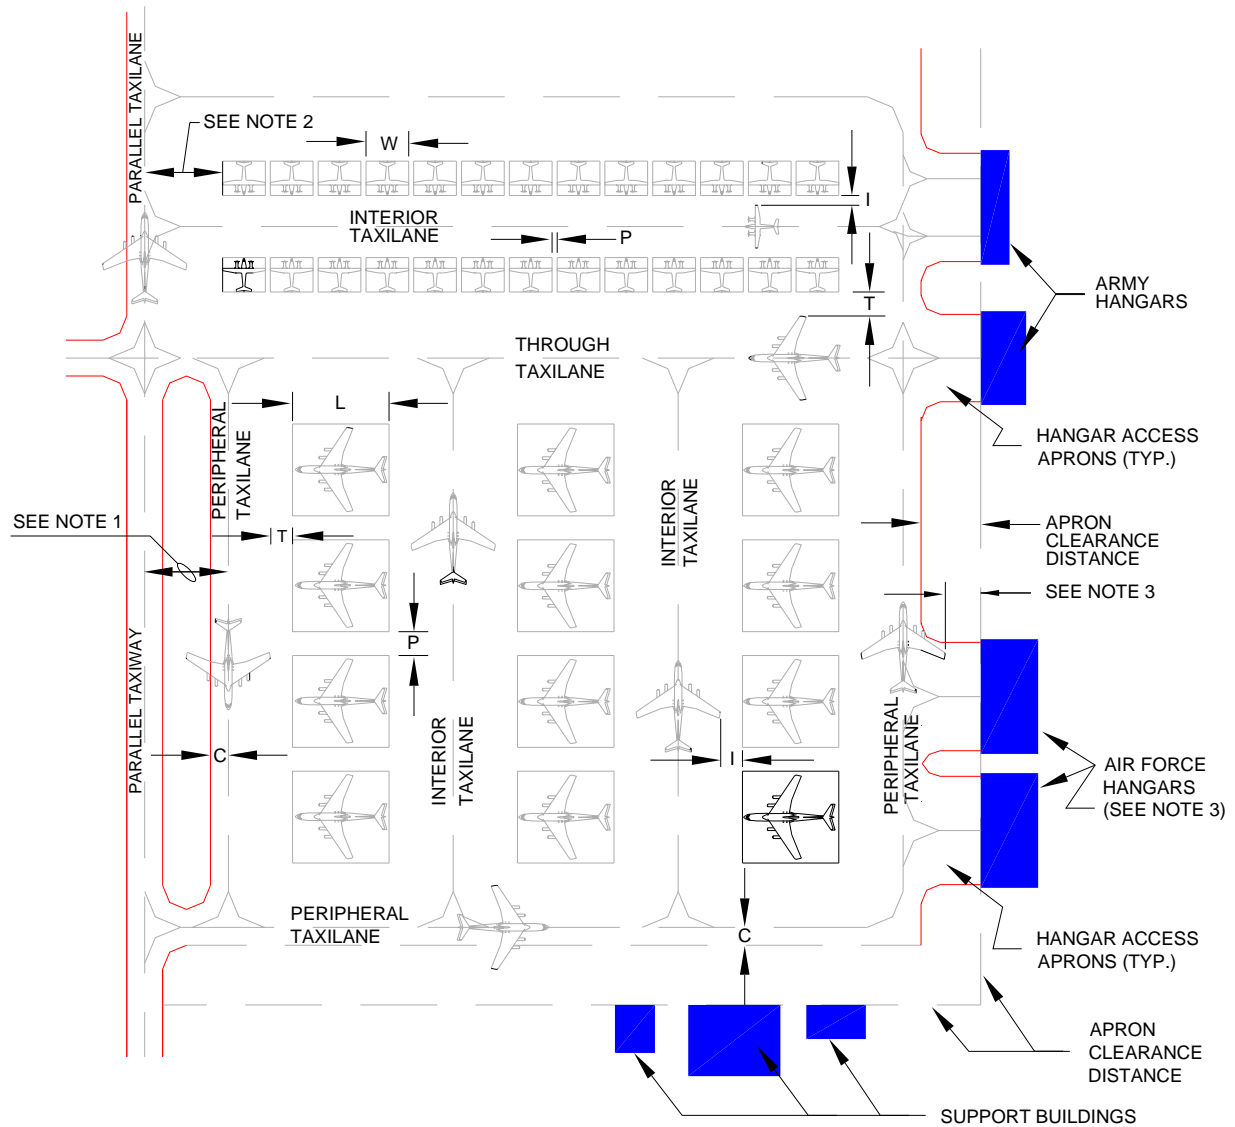 PARALLEL TAXILANE
SEE NOTE 2
W
I
INTERIOR
TAXILANE
P
T
ARMY
HANGARS
THROUGH
TAXILANE
L
PERIPHERAL
TAXILANE
HANGAR ACCESS
APRONS (TYP.)
INTERIOR
TAXILANE
SEE NOTE 1
T
APRON
CLEARANCE
DISTANCE
SEE NOTE 3
P
PARALLEL TAXIWAY
C
INTERIOR
TAXILANE
I
PERIPHERAL
TAXILANE
AIR FORCE
HANGARS
(SEE NOTE 3)
PERIPHERAL
TAXILANE
C
HANGAR ACCESS
APRONS (TYP.)
APRON
CLEARANCE
DISTANCE
SUPPORT BUILDINGS